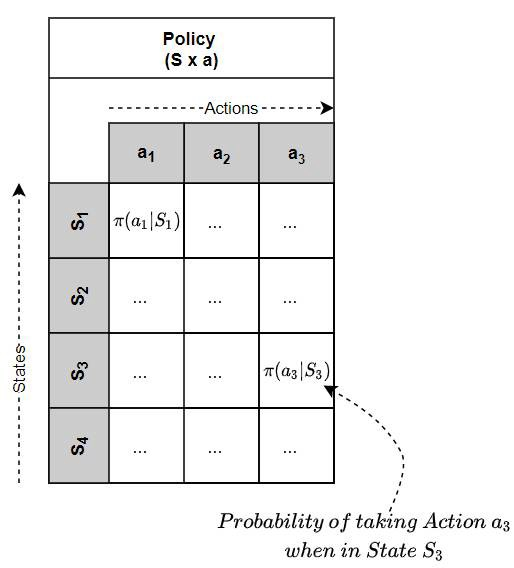 Policy
(S x a)
Actions
a₁ a₂ a₃
S₁ π(a₁|S₁) ... ...
S₂ ... ... ...
S₃ ... ... π(a₃|S₃)
S₄ ... ... ...
States
Probability of taking Action a₃
when in State S₃